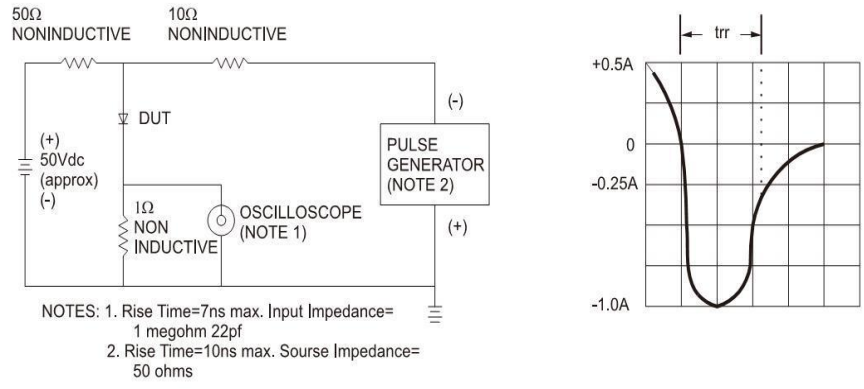 50Ω
NONINDUCTIVE
10Ω
NONINDUCTIVE
DUT
(+)
50Vdc
(approx)
(-)
1Ω
NON
INDUCTIVE
OSCILLOSCOPE
(NOTE 1)
(-)
PULSE
GENERATOR
(NOTE 2)
(+)
NOTES: 1. Rise Time=7ns max. Input Impedance=
1 megohm 22pf
2. Rise Time=10ns max. Sourse Impedance=
50 ohms
trr
+0.5A
0
-0.25A
-1.0A